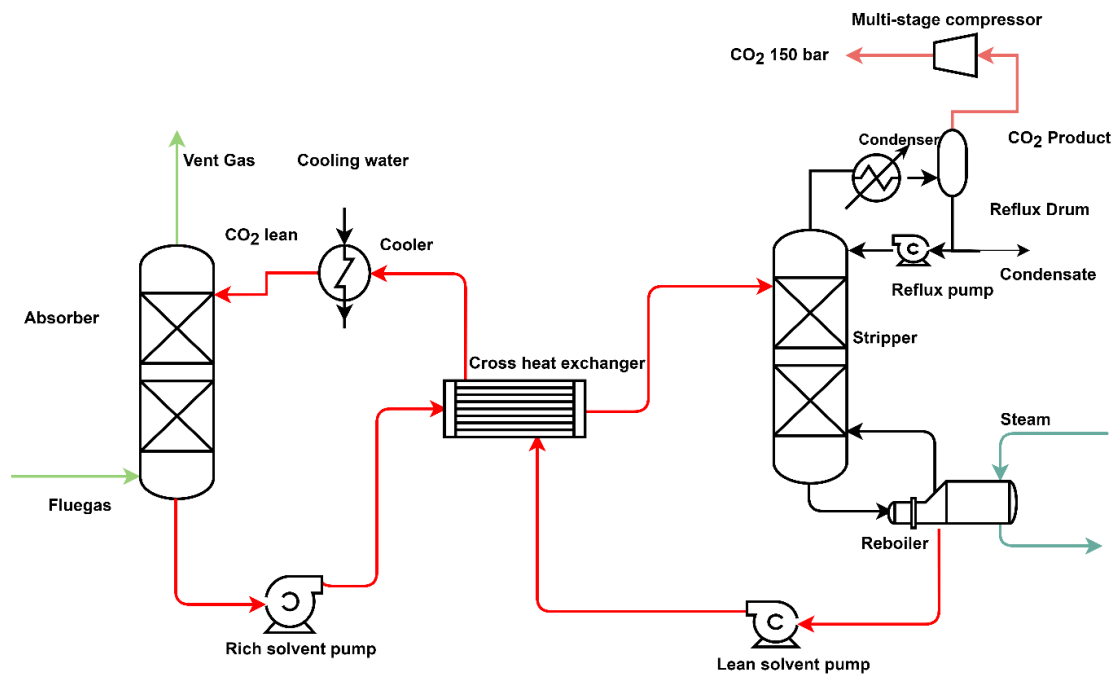 Multi-stage compressor
CO2 150 bar
Vent Gas
Cooling water
Condenser
CO2 Product
CO2 lean
Cooler
Reflux Drum
Condensate
Reflux pump
Absorber
Stripper
Cross heat exchanger
Steam
Fluegas
Reboiler
Rich solvent pump
Lean solvent pump